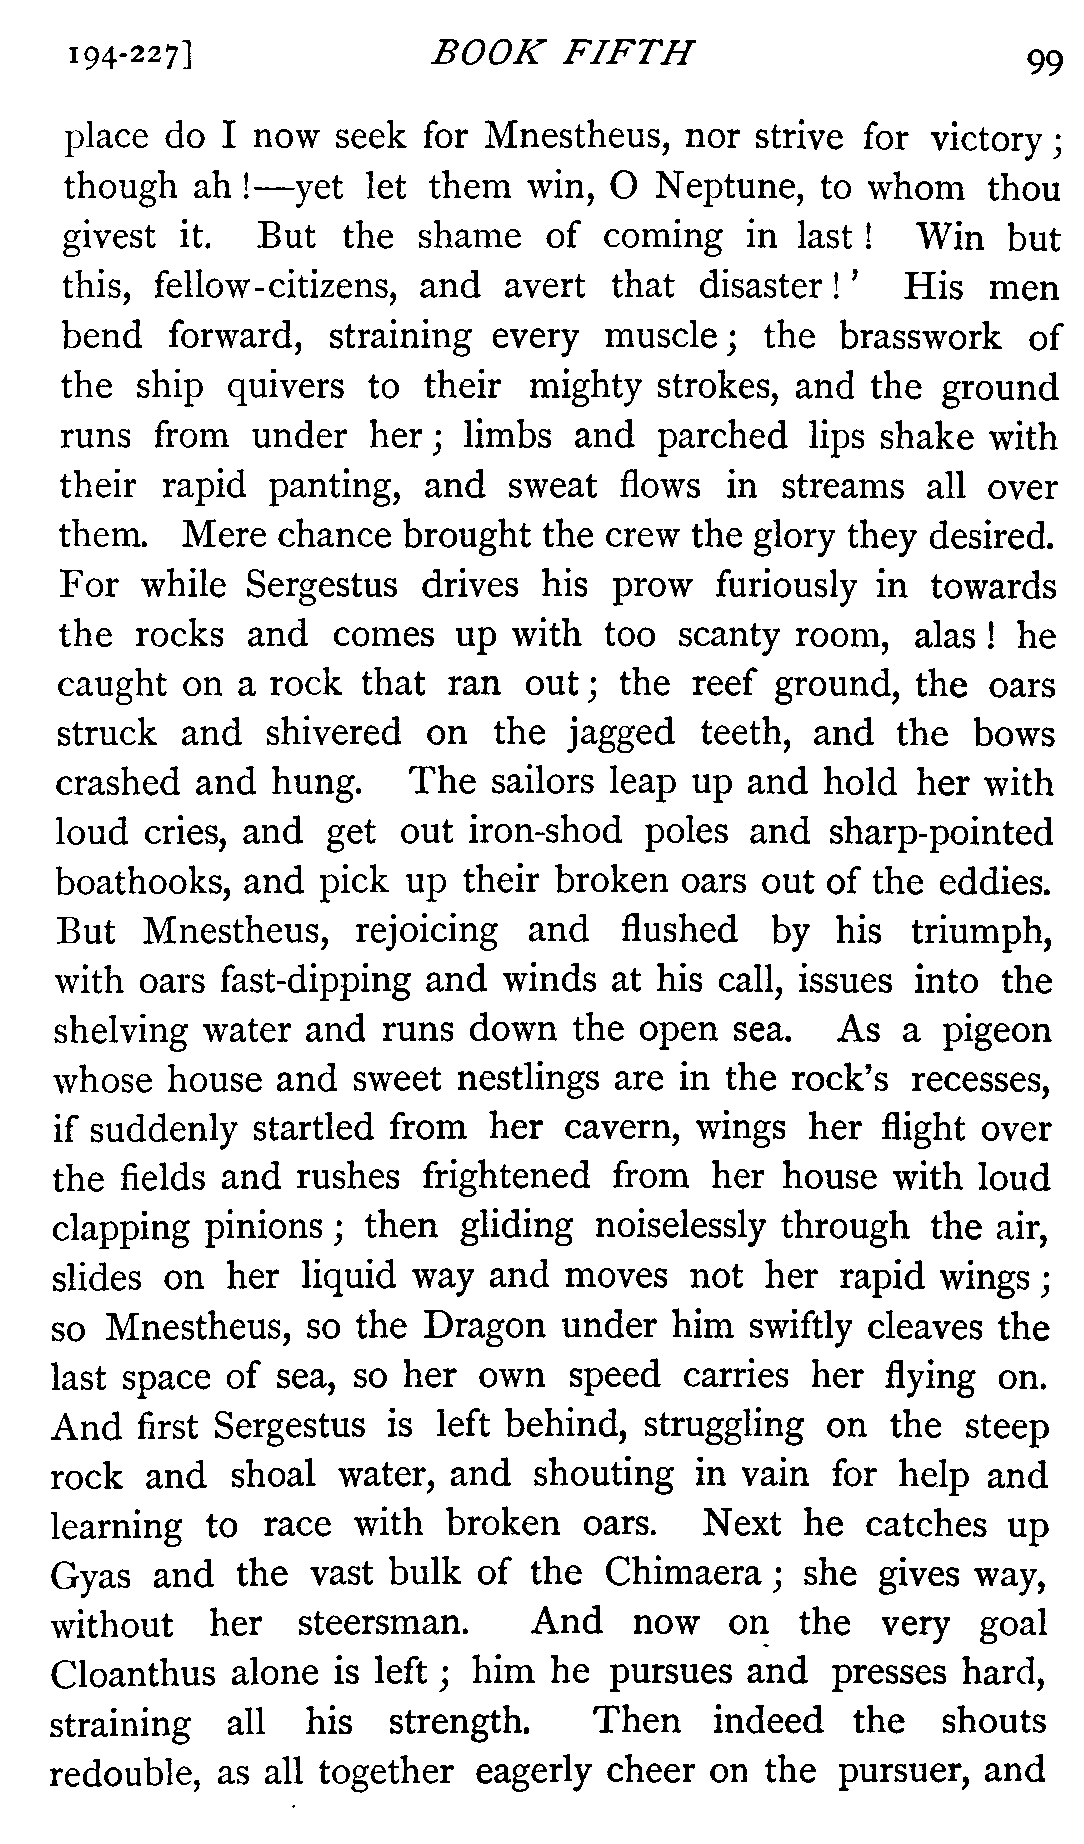 194-227] BOOK FIFTH 99
place do I now seek for Mnestheus, nor strive for victory ;
though ah !—yet let them win, O Neptune, to whom thou
givest it. But the shame of coming in last ! Win but
this, fellow-citizens, and avert that disaster ! ’ His men
bend forward, straining every muscle ; the brasswork of
the ship quivers to their mighty strokes, and the ground
runs from under her ; limbs and parched lips shake with
their rapid panting, and sweat flows in streams all over
them. Mere chance brought the crew the glory they desired.
For while Sergestus drives his prow furiously in towards
the rocks and comes up with too scanty room, alas ! he
caught on a rock that ran out ; the reef ground, the oars
struck and shivered on the jagged teeth, and the bows
crashed and hung. The sailors leap up and hold her with
loud cries, and get out iron-shod poles and sharp-pointed
boathooks, and pick up their broken oars out of the eddies.
But Mnestheus, rejoicing and flushed by his triumph,
with oars fast-dipping and winds at his call, issues into the
shelving water and runs down the open sea. As a pigeon
whose house and sweet nestlings are in the rock’s recesses,
if suddenly startled from her cavern, wings her flight over
the fields and rushes frightened from her house with loud
clapping pinions ; then gliding noiselessly through the air,
slides on her liquid way and moves not her rapid wings ;
so Mnestheus, so the Dragon under him swiftly cleaves the
last space of sea, so her own speed carries her flying on.
And first Sergestus is left behind, struggling on the steep
rock and shoal water, and shouting in vain for help and
learning to race with broken oars. Next he catches up
Gyas and the vast bulk of the Chimaera ; she gives way,
without her steersman. And now on the very goal
Cloanthus alone is left ; him he pursues and presses hard,
straining all his strength. Then indeed the shouts
redouble, as all together eagerly cheer on the pursuer, and